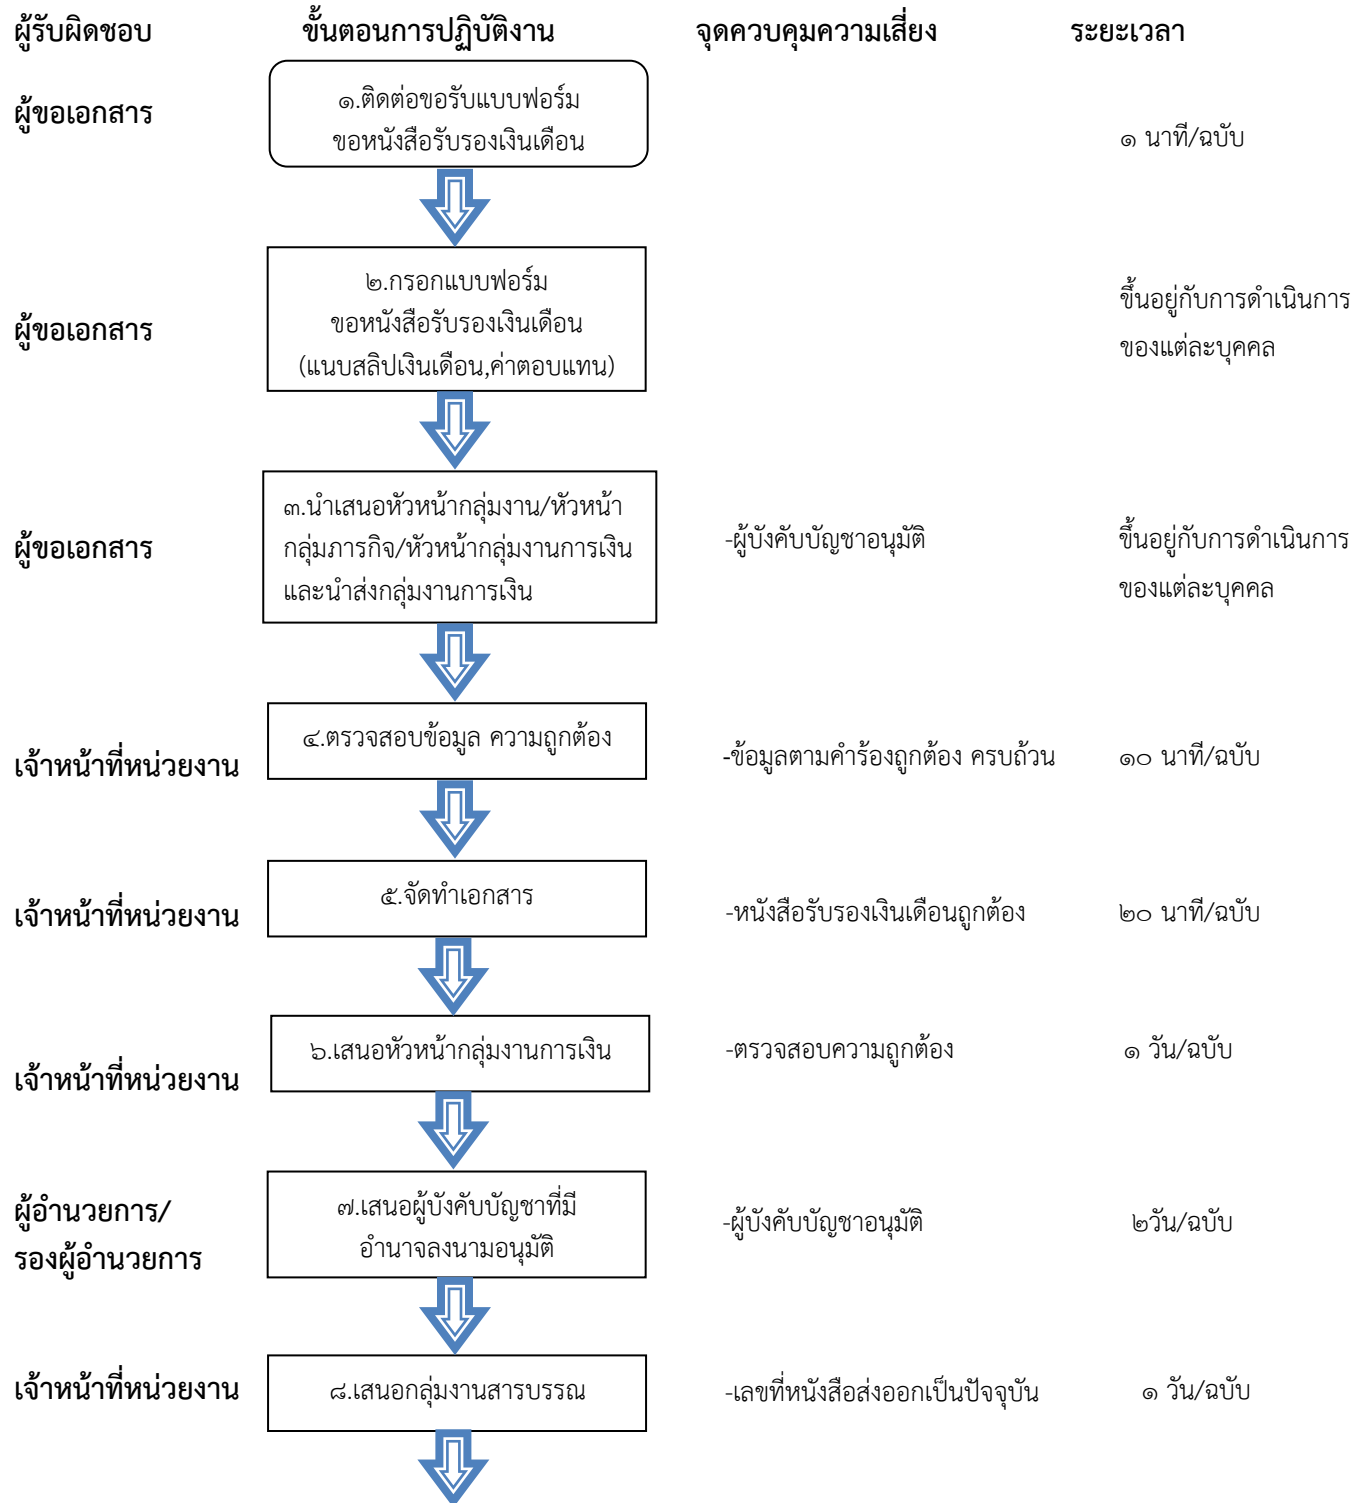 ผู้รับผิดชอบ ขั้นตอนการปฏิบัติงาน จุดควบคุมความเสี่ยง ระยะเวลา
ผู้ขอเอกสาร
๑.ติดต่อขอรับแบบฟอร์ม
ขอหนังสือรับรองเงินเดือน
๑ นาที/ฉบับ
ผู้ขอเอกสาร
๒.กรอกแบบฟอร์ม
ขอหนังสือรับรองเงินเดือน
(แนบสลิปเงินเดือน,ค่าตอบแทน)
ขึ้นอยู่กับการดำเนินการ
ของแต่ละบุคคล
ผู้ขอเอกสาร
๓.นำเสนอหัวหน้ากลุ่มงาน/หัวหน้า
กลุ่มภารกิจ/หัวหน้ากลุ่มงานการเงิน
และนำส่งกลุ่มงานการเงิน
-ผู้บังคับบัญชาอนุมัติ
ขึ้นอยู่กับการดำเนินการ
ของแต่ละบุคคล
เจ้าหน้าที่หน่วยงาน
๔.ตรวจสอบข้อมูล ความถูกต้อง
-ข้อมูลตามคำร้องถูกต้อง ครบถ้วน
๑๐ นาที/ฉบับ
เจ้าหน้าที่หน่วยงาน
๕.จัดทำเอกสาร
-หนังสือรับรองเงินเดือนถูกต้อง
๒๐ นาที/ฉบับ
เจ้าหน้าที่หน่วยงาน
๖.เสนอหัวหน้ากลุ่มงานการเงิน
-ตรวจสอบความถูกต้อง
๑ วัน/ฉบับ
ผู้อำนวยการ/
รองผู้อำนวยการ
๗.เสนอผู้บังคับบัญชาที่มี
อำนาจลงนามอนุมัติ
-ผู้บังคับบัญชาอนุมัติ
๒วัน/ฉบับ
เจ้าหน้าที่หน่วยงาน
๘.เสนอกลุ่มงานสารบรรณ
-เลขที่หนังสือส่งออกเป็นปัจจุบัน
๑ วัน/ฉบับ